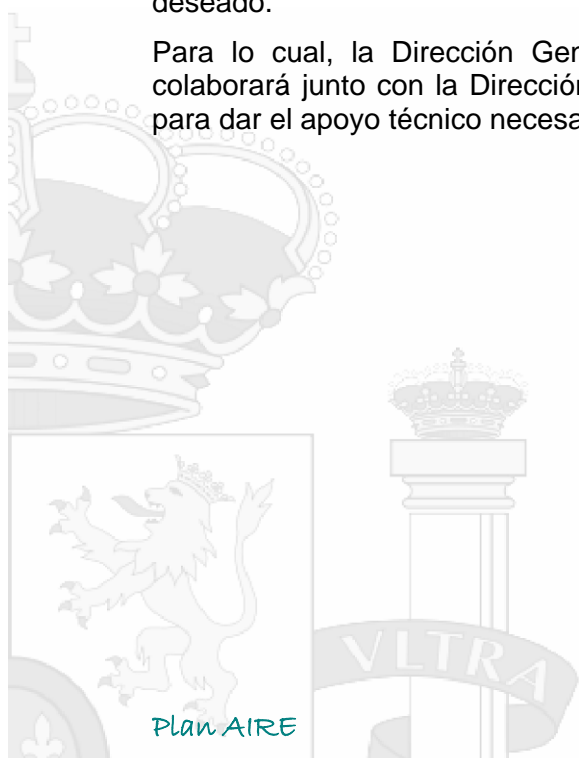 deseado.
Para lo cual, la Dirección Gen
colaborará junto con la Dirección
para dar el apoyo técnico necesa
VLTRA
Plan AIRE